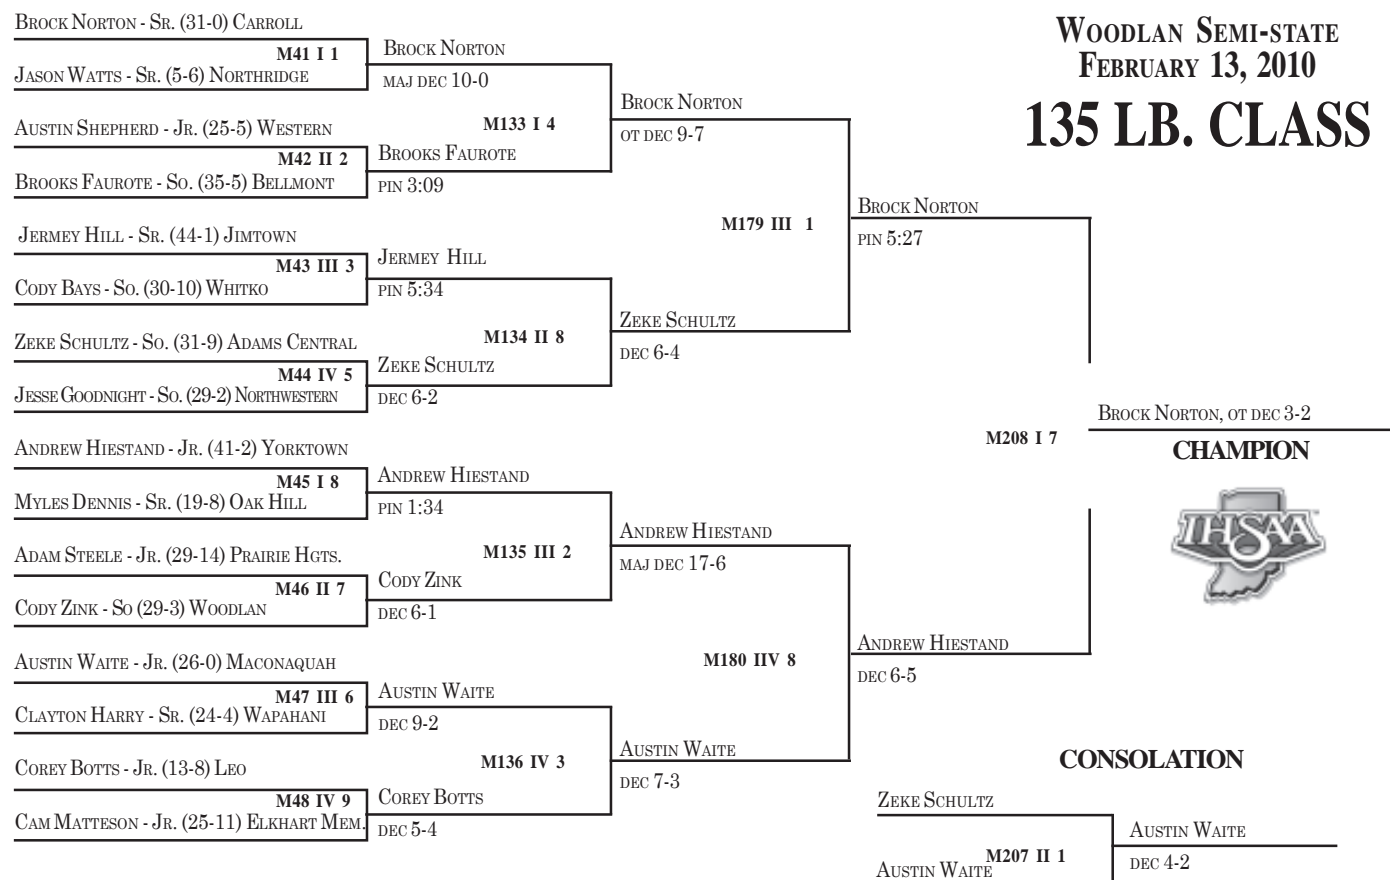 Woodlan Semi-state
February 13, 2010
135 LB. CLASS
Brock Norton - Sr. (31-0) Carroll
M41 I 1
Jason Watts - Sr. (5-6) Northridge
Brock Norton
maj dec 10-0
Austin Shepherd - Jr. (25-5) Western
M42 II 2
Brooks Faurote - So. (35-5) Bellmont
M133 I 4
Brooks Faurote
pin 3:09
Brock Norton
ot dec 9-7
Jermey Hill - Sr. (44-1) Jimtown
M43 III 3
Cody Bays - So. (30-10) Whitko
Jermey Hill
pin 5:34
M179 III 1
Brock Norton
pin 5:27
Zeke Schultz - So. (31-9) Adams Central
M44 IV 5
Jesse Goodnight - So. (29-2) Northwestern
M134 II 8
Zeke Schultz
dec 6-2
Zeke Schultz
dec 6-4
Andrew Hiestand - Jr. (41-2) Yorktown
M45 I 8
Myles Dennis - Sr. (19-8) Oak Hill
Andrew Hiestand
pin 1:34
M208 I 7
Brock Norton, ot dec 3-2
CHAMPION
IHSAA
Adam Steele - Jr. (29-14) Prairie Hgts.
M46 II 7
Cody Zink - So (29-3) Woodlan
M135 III 2
Cody Zink
dec 6-1
Andrew Hiestand
maj dec 17-6
Austin Waite - Jr. (26-0) Maconaquah
M47 III 6
Clayton Harry - Sr. (24-4) Wapahani
Austin Waite
dec 9-2
M180 IIV 8
Andrew Hiestand
dec 6-5
Corey Botts - Jr. (13-8) Leo
M48 IV 9
Cam Matteson - Jr. (25-11) Elkhart Mem.
M136 IV 3
Corey Botts
dec 5-4
Austin Waite
dec 7-3
CONSOLATION
Zeke Schultz
M207 II 1
Austin Waite
Austin Waite
dec 4-2